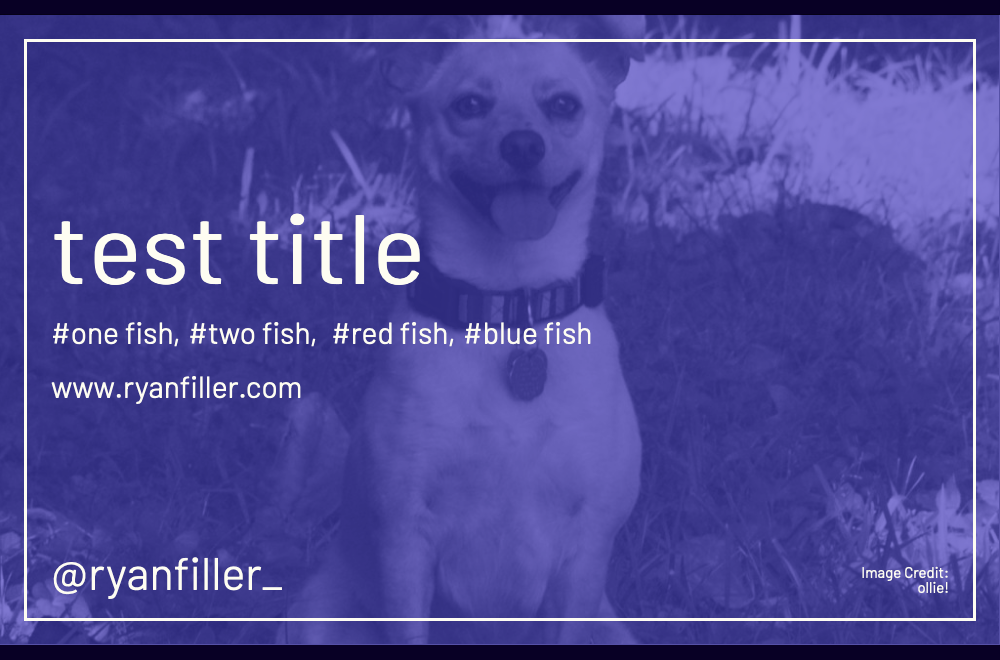 test title
#one fish, #two fish,  #red fish, #blue fish
www.ryanfiller.com
@ryanfiller_
Image Credit:
ollie!